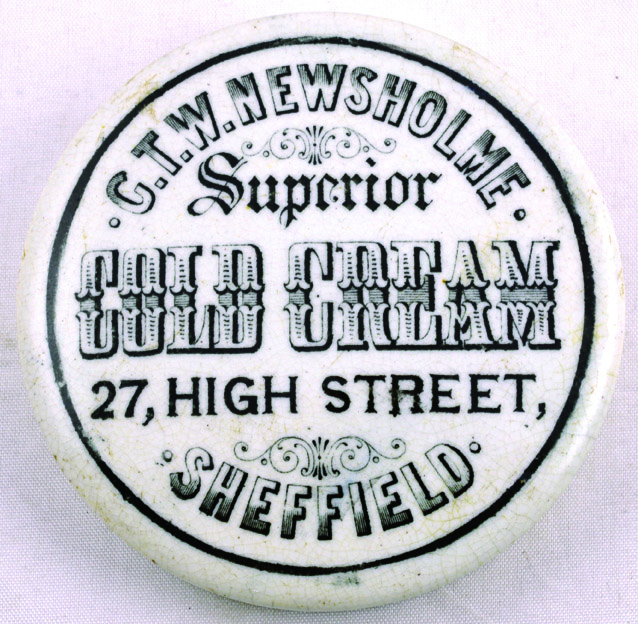 G.T.W. NEWSHOLME
Superior
COLD CREAM
27, HIGH STREET,
SHEFFIELD